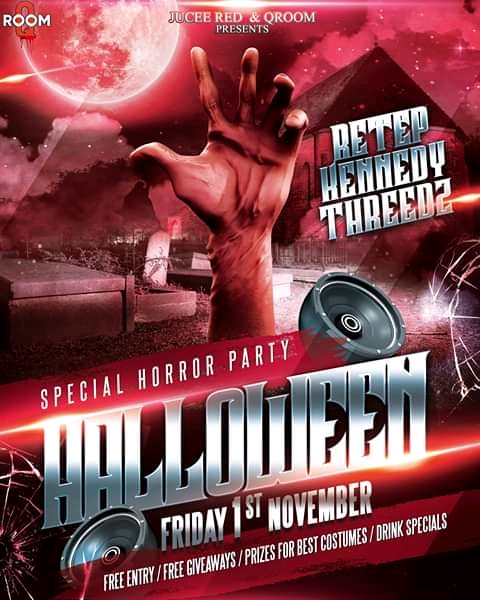 ROOM
Q
JUCEE RED & QROOM
PRESENTS
RETEP
KENNEDY
THREEDZ
SPECIAL HORROR PARTY
HALLOWEEN
FRIDAY 1ST NOVEMBER
FREE ENTRY / FREE GIVEAWAYS / PRIZES FOR BEST COSTUMES / DRINK SPECIALS